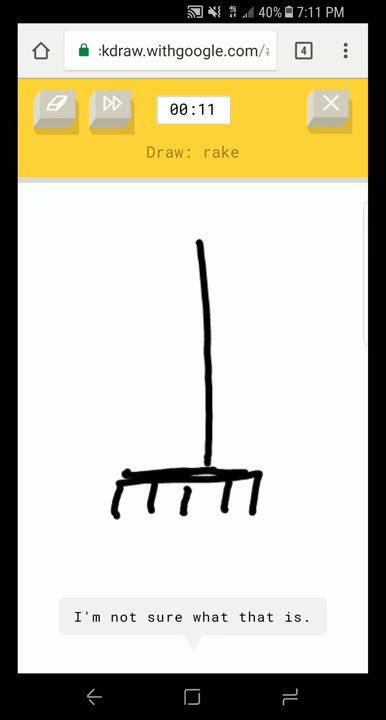 40% 7:11 PM
:kdraw.withgoogle.com/
4
00:11
Draw: rake
I'm not sure what that is.